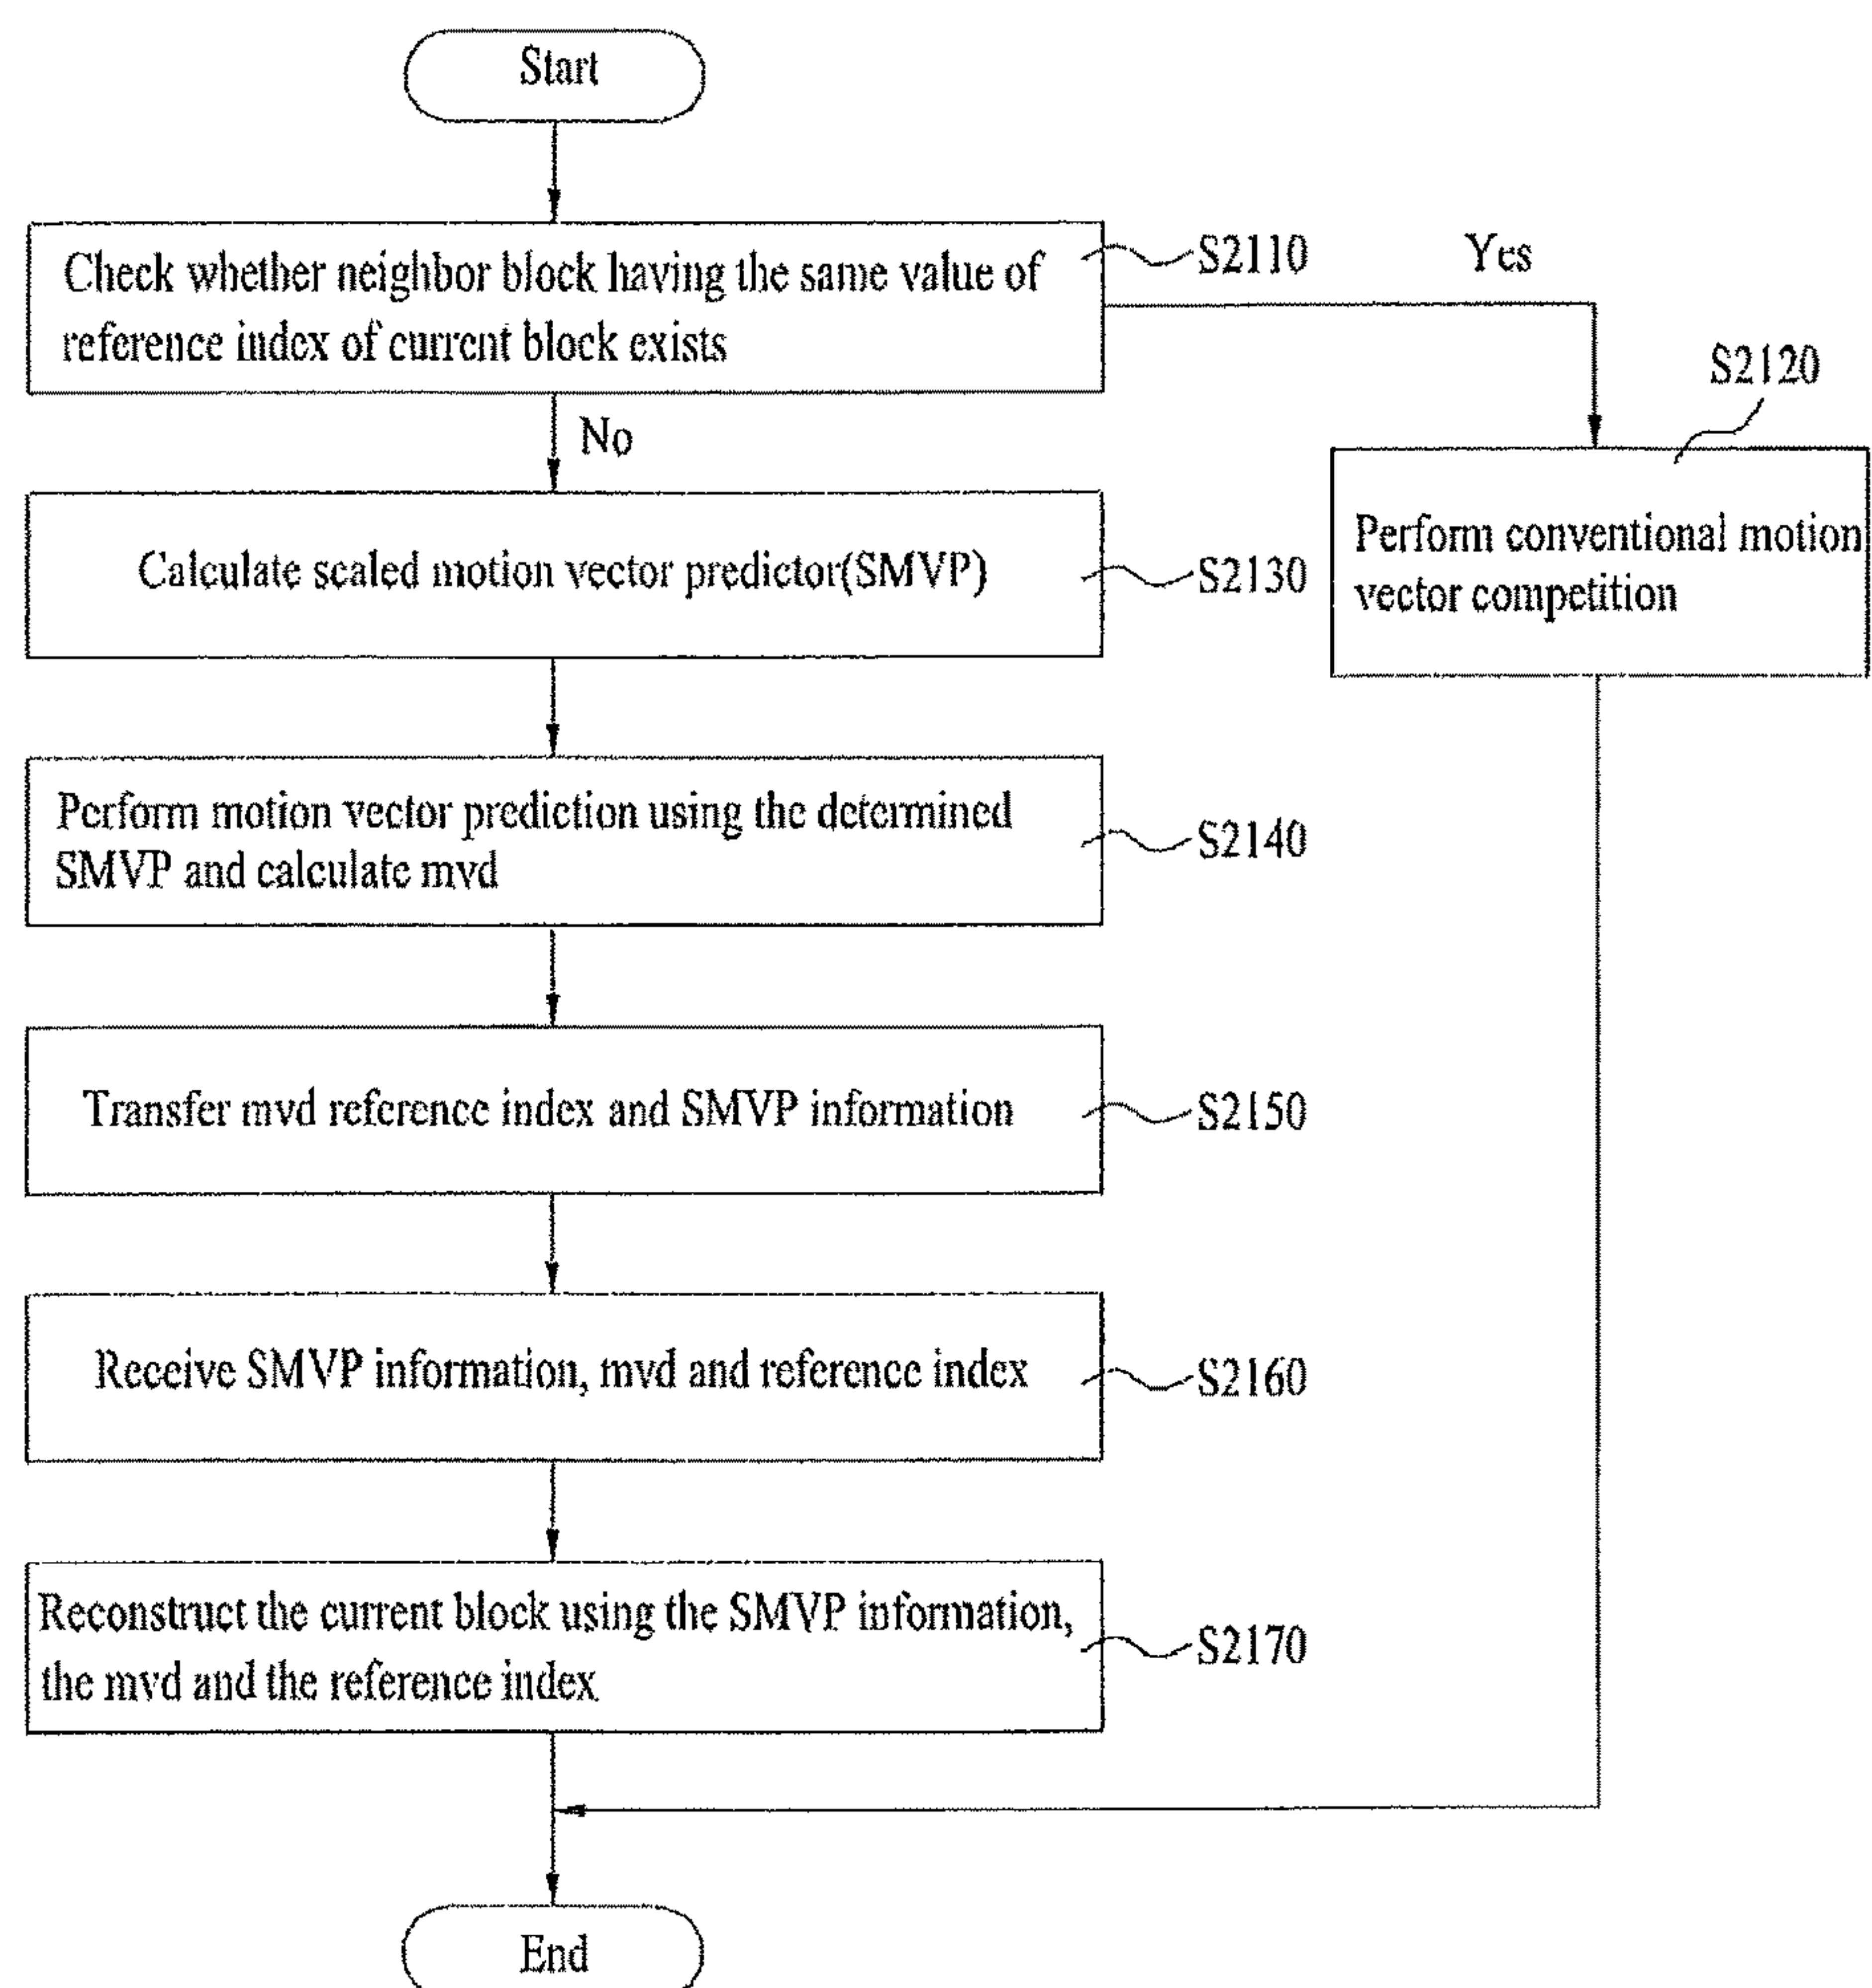 Start
Check whether neighbor block having the same value of
reference index of current block exists
S2110
Yes
No
S2120
Perform conventional motion
vector competition
Calculate scaled motion vector predictor(SMVP)
S2130
Perform motion vector prediction using the determined
SMVP and calculate mvd
S2140
Transfer mvd reference index and SMVP information
S2150
Receive SMVP information, mvd and reference index
S2160
Reconstruct the current block using the SMVP information,
the mvd and the reference index
S2170
End